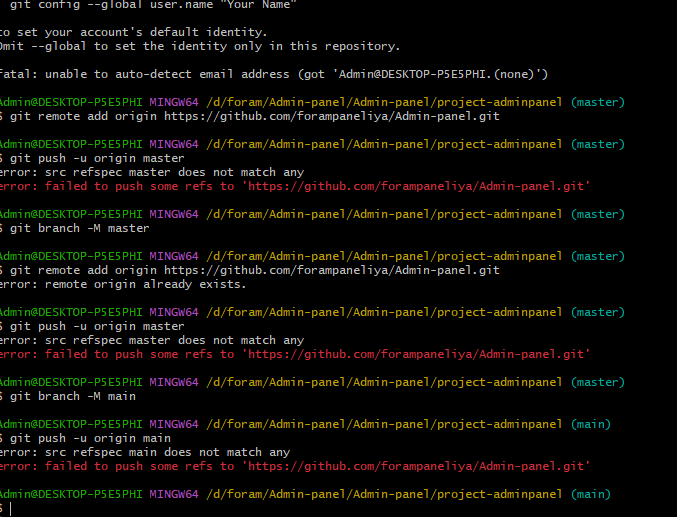 git config --global user.name "Your Name"
to set your account's default identity.
Omit --global to set the identity only in this repository.
fatal: unable to auto-detect email address (got 'Admin@DESKTOP-P5E5PHI.(none)')
Admin@DESKTOP-P5E5PHI MINGW64 /d/foram/Admin-panel/Admin-panel/project-adminpanel (master)
$ git remote add origin https://github.com/forampaneliya/Admin-panel.git
Admin@DESKTOP-P5E5PHI MINGW64 /d/foram/Admin-panel/Admin-panel/project-adminpanel (master)
$ git push -u origin master
error: src refspec master does not match any
error: failed to push some refs to 'https://github.com/forampaneliya/Admin-panel.git'
Admin@DESKTOP-P5E5PHI MINGW64 /d/foram/Admin-panel/Admin-panel/project-adminpanel (master)
$ git branch -M master
Admin@DESKTOP-P5E5PHI MINGW64 /d/foram/Admin-panel/Admin-panel/project-adminpanel (master)
$ git remote add origin https://github.com/forampaneliya/Admin-panel.git
error: remote origin already exists.
Admin@DESKTOP-P5E5PHI MINGW64 /d/foram/Admin-panel/Admin-panel/project-adminpanel (master)
$ git push -u origin master
error: src refspec master does not match any
error: failed to push some refs to 'https://github.com/forampaneliya/Admin-panel.git'
Admin@DESKTOP-P5E5PHI MINGW64 /d/foram/Admin-panel/Admin-panel/project-adminpanel (master)
$ git branch -M main
Admin@DESKTOP-P5E5PHI MINGW64 /d/foram/Admin-panel/Admin-panel/project-adminpanel (main)
$ git push -u origin main
error: src refspec main does not match any
error: failed to push some refs to 'https://github.com/forampaneliya/Admin-panel.git'
Admin@DESKTOP-P5E5PHI MINGW64 /d/foram/Admin-panel/Admin-panel/project-adminpanel (main)
$